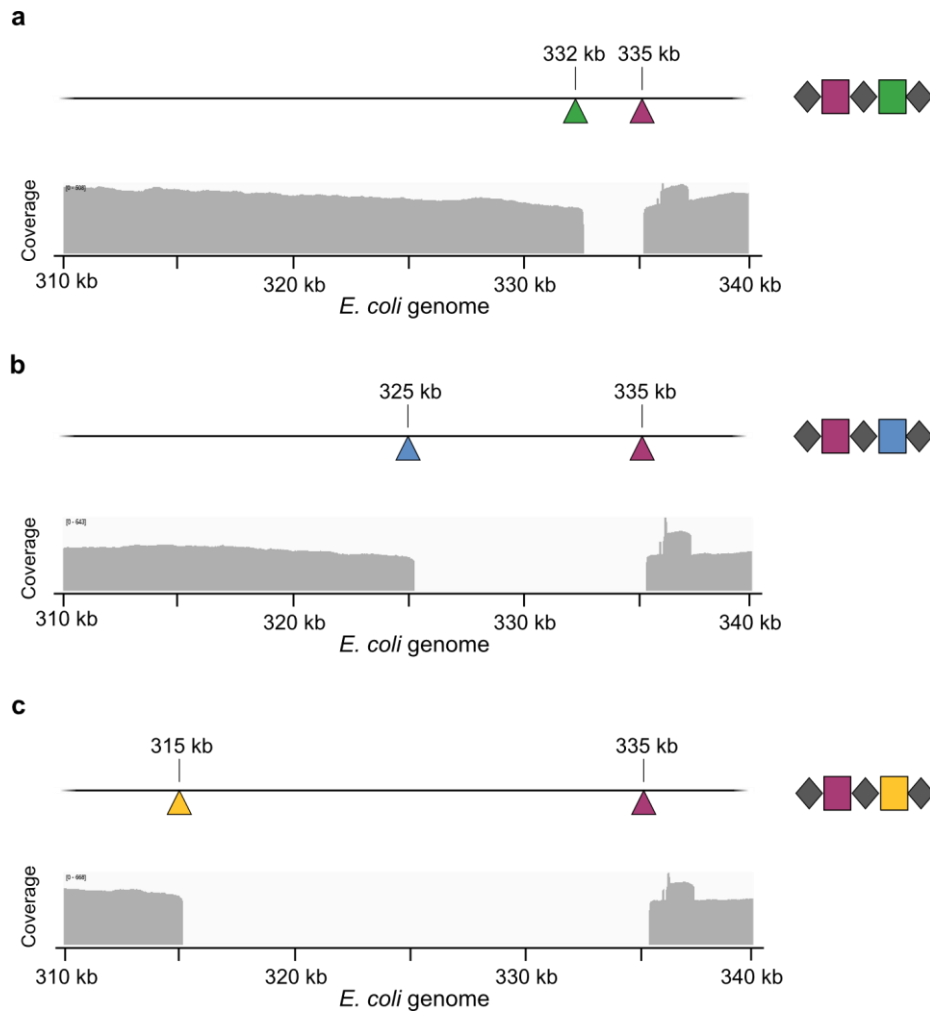 a
332 kb 335 kb
Coverage
310 kb 320 kb 330 kb 340 kb
E. coli genome
b
325 kb 335 kb
Coverage
310 kb 320 kb 330 kb 340 kb
E. coli genome
c
315 kb 335 kb
Coverage
310 kb 320 kb 330 kb 340 kb
E. coli genome